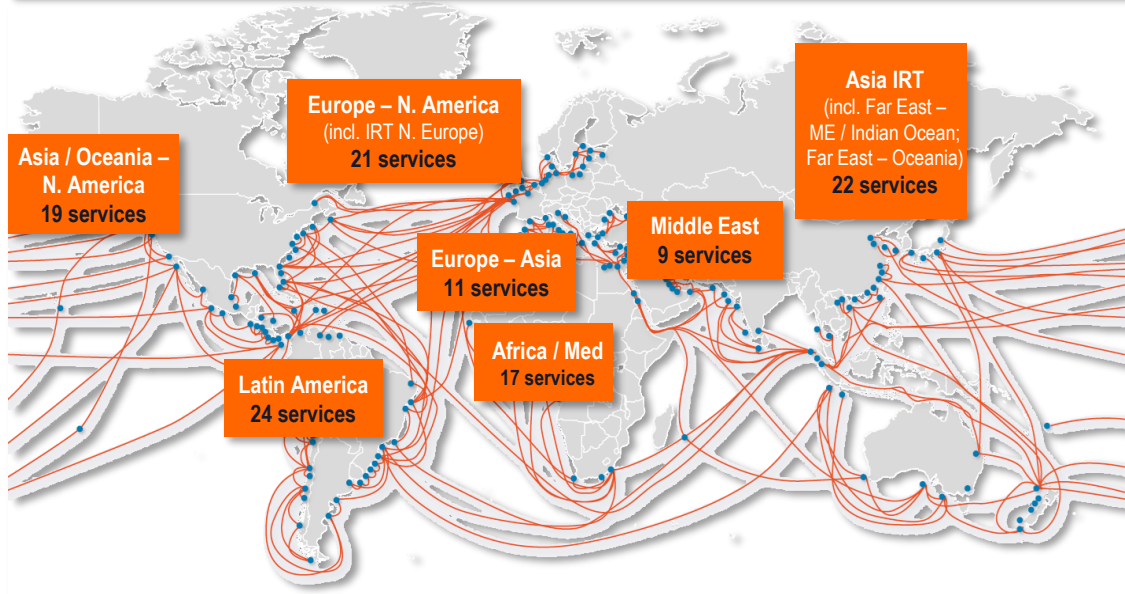 Asia / Oceania –
N. America
19 services
Europe – N. America
(incl. IRT N. Europe)
21 services
Asia IRT
(incl. Far East –
ME / Indian Ocean;
Far East – Oceania)
22 services
Europe – Asia
11 services
Middle East
9 services
Africa / Med
17 services
Latin America
24 services